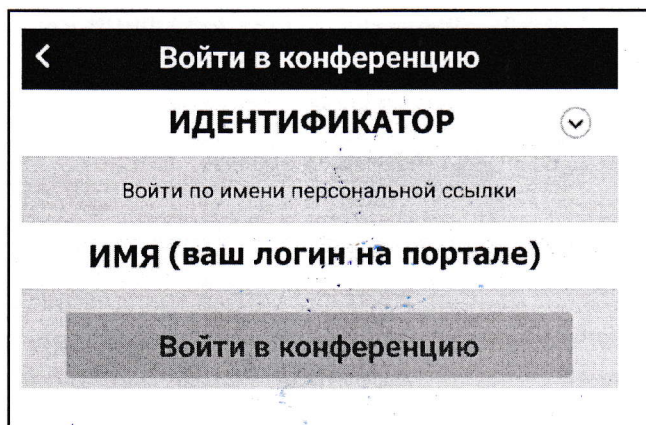 Войти в конференцию
ИДЕНТИФИКАТОР
Войти по имени персональной ссылки
ИМЯ (ваш логин на портале)
Войти в конференцию